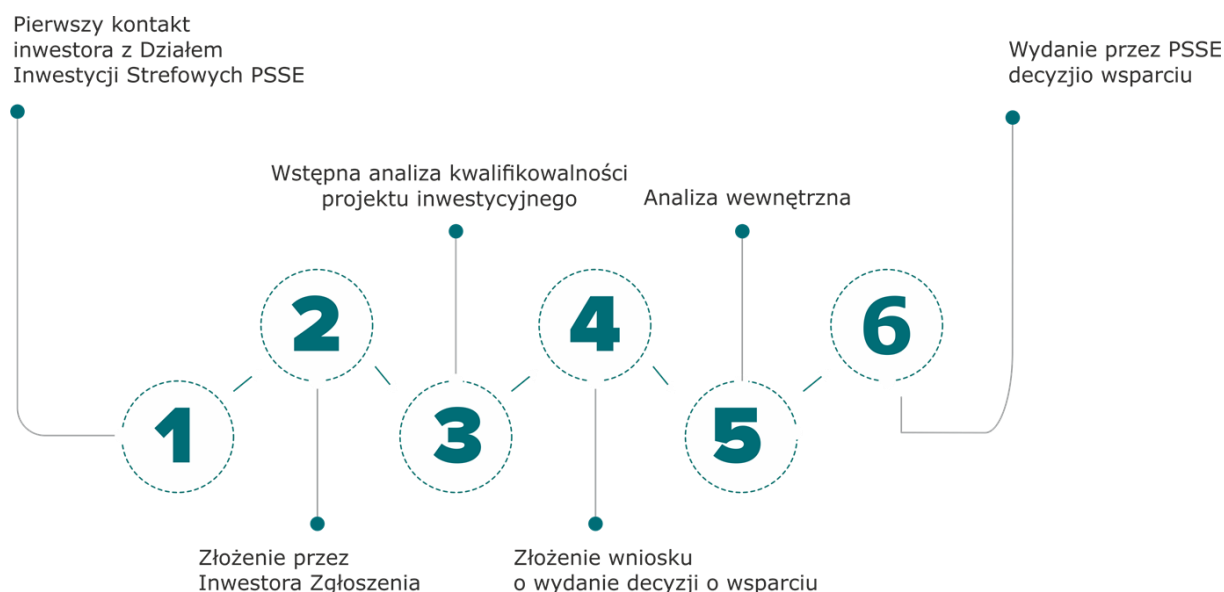 Pierwszy kontakt
inwestora z Działem
Inwestycji Strefowych PSSE
Wydanie przez PSSE
decyzjio wsparciu
Wstępna analiza kwalifikowalności
projektu inwestycyjnego
Analiza wewnętrzna
2
4
6
1
3
5
Złożenie przez
Inwestora Zgłoszenia
Złożenie wniosku
o wydanie decyzji o wsparciu